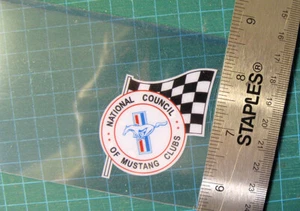 NATIONAL COUNCIL
OF MUSTANG CLUBS
STAPLES®
6
7
8
9